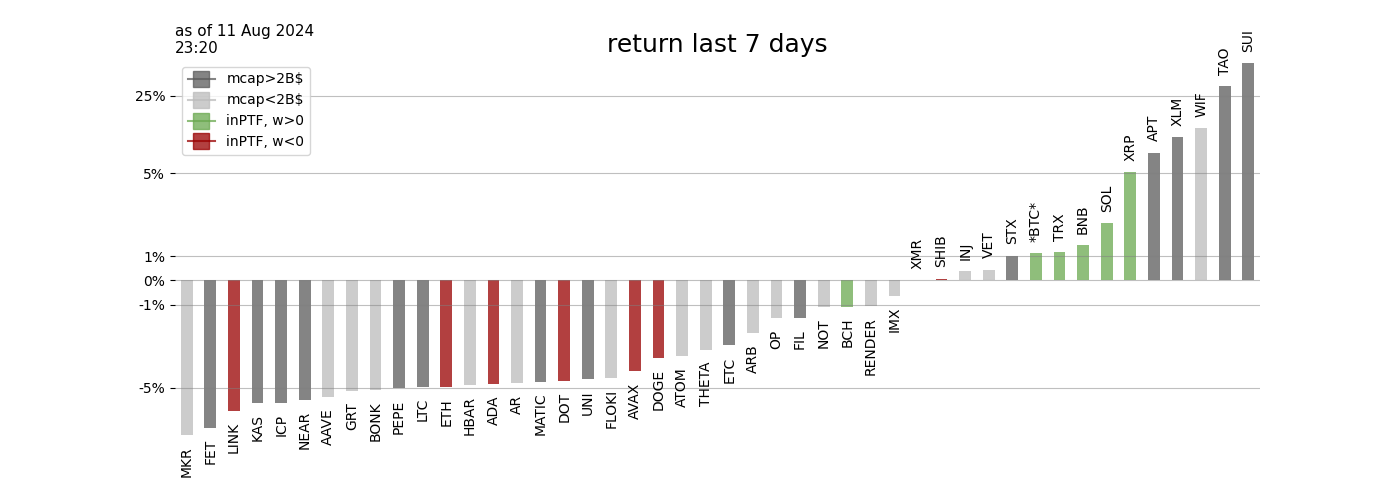 as of 11 Aug 2024
23:20
return last 7 days
mcap>2B$
mcap<2B$
inPTF, w>0
inPTF, w<0
25%
5%
1%
0%
-1%
-5%
MKR
FET
LINK
KAS
ICP
NEAR
AAVE
GRT
BONK
PEPE
LTC
ETH
HBAR
ADA
AR
MATIC
DOT
UNI
FLOKI
AVAX
DOGE
ATOM
THETA
ETC
ARB
OP
FIL
NOT
BCH
RENDER
IMX
XMR
SHIB
INJ
VET
STX
*BTC*
TRX
BNB
SOL
XRP
APT
XLM
WIF
TAO
SUI